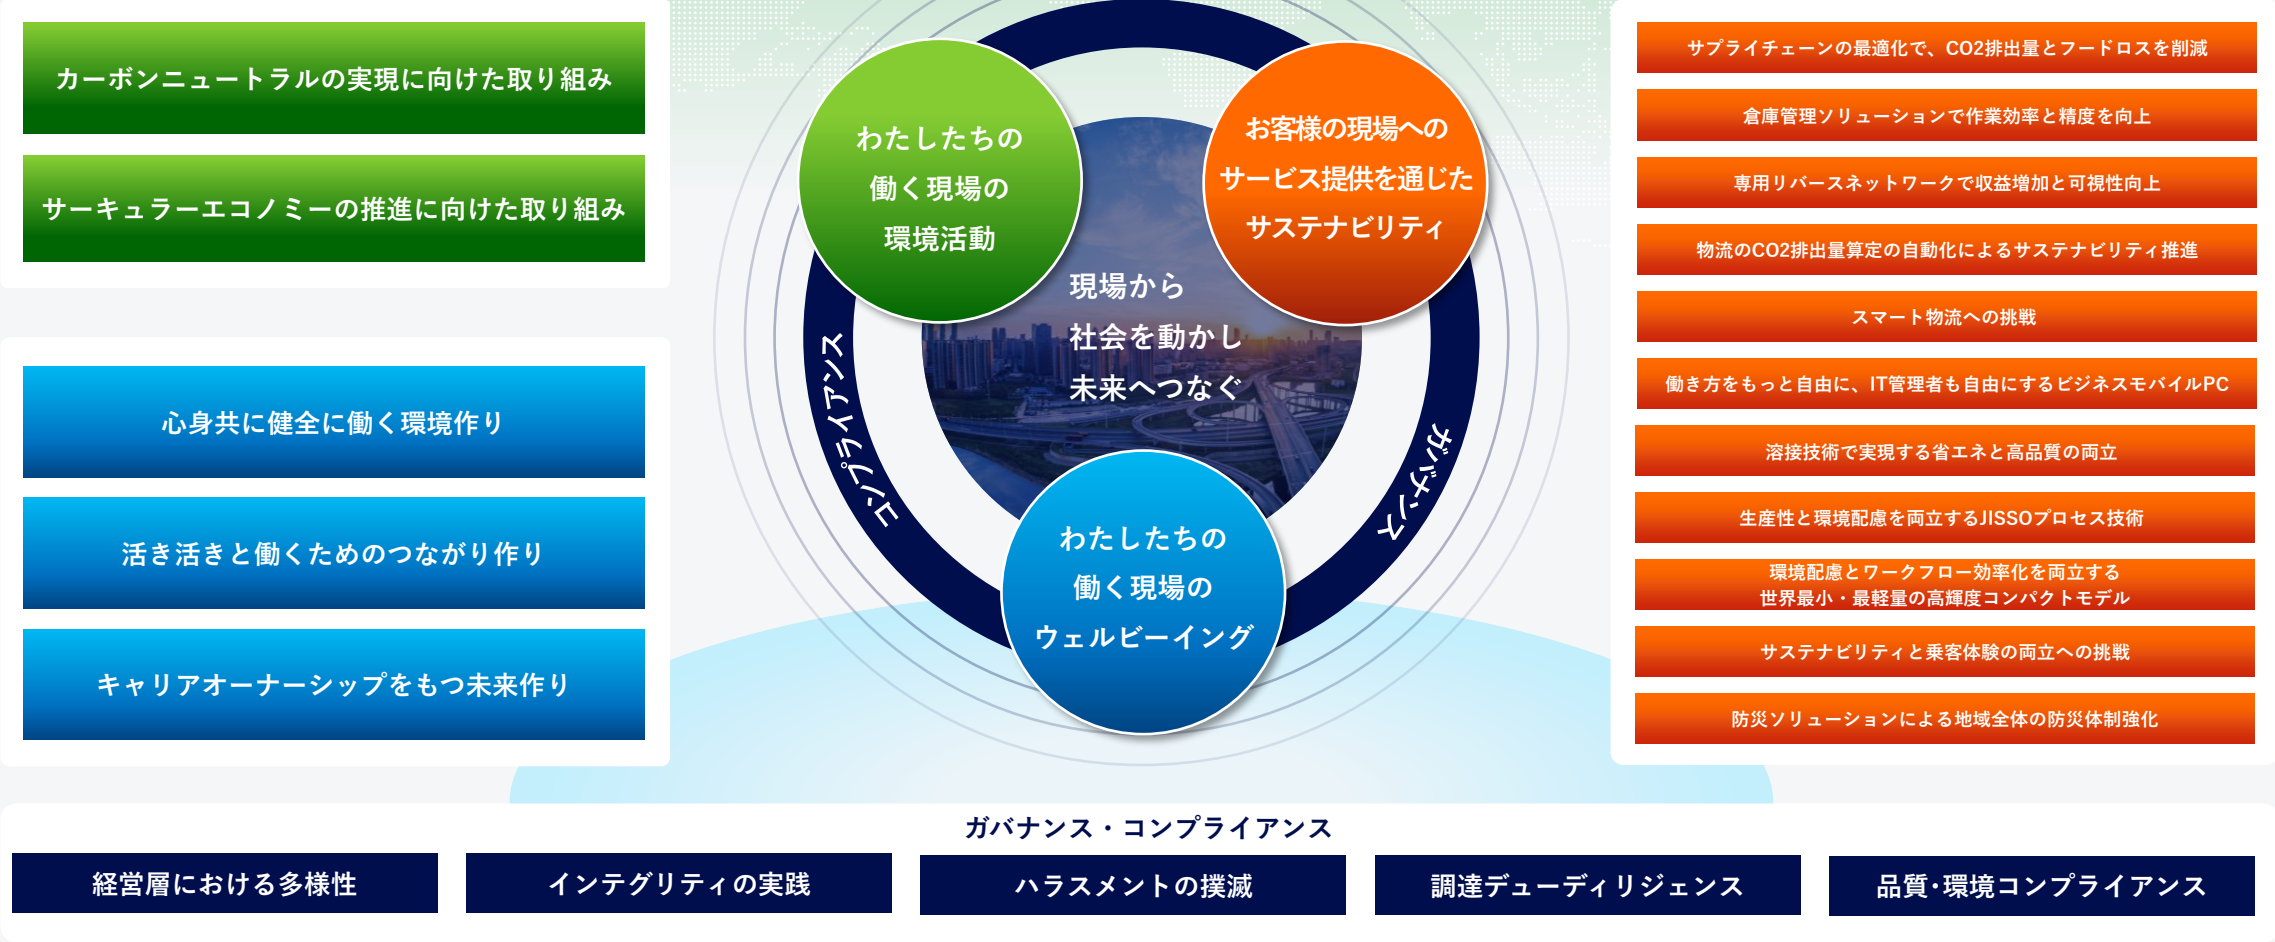 カーボンニュートラルの実現に向けた取り組み
サーキュラーエコノミーの推進に向けた取り組み
心身共に健全に働く環境作り
活き活きと働くためのつながり作り
キャリアオーナーシップをもつ未来作り
わたしたちの
働く現場の
環境活動
お客様の現場への
サービス提供を通じた
サステナビリティ
現場から
社会を動かし
未来へつなぐ
コンプライアンス
ガバナンス
わたしたちの
働く現場の
ウェルビーイング
サプライチェーンの最適化で、CO2排出量とフードロスを削減
倉庫管理ソリューションで作業効率と精度を向上
専用リバースネットワークで収益増加と可視性向上
物流のCO2排出量算定の自動化によるサステナビリティ推進
スマート物流への挑戦
働き方をもっと自由に、IT管理者も自由にするビジネスモバイルPC
溶接技術で実現する省エネと高品質の両立
生産性と環境配慮を両立するJISSOプロセス技術
環境配慮とワークフロー効率化を両立する
世界最小・最軽量の高輝度コンパクトモデル
サステナビリティと乗客体験の両立への挑戦
防災ソリューションによる地域全体の防災体制強化
ガバナンス・コンプライアンス
経営層における多様性
インテグリティの実践
ハラスメントの撲滅
調達デューディリジェンス
品質･環境コンプライアンス